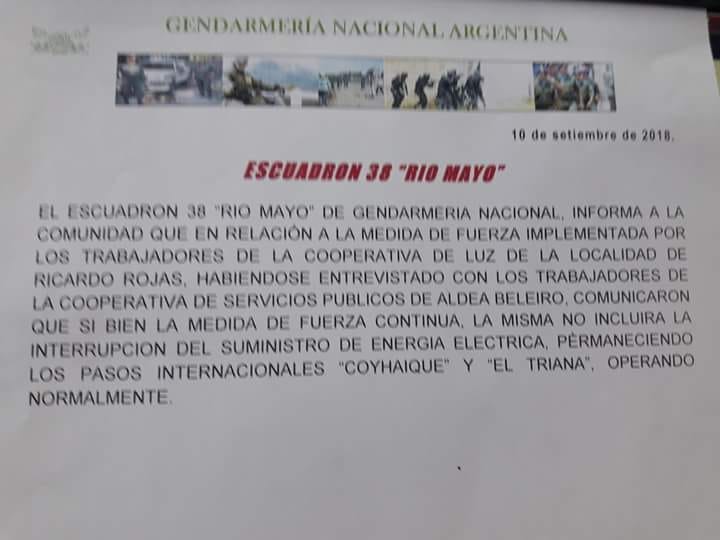 GENDARMERÍA NACIONAL ARGENTINA
10 de setiembre de 2018.
ESCUADRON 38 "RIO MAYO"
EL ESCUADRON 38 "RIO MAYO" DE GENDARMERIA NACIONAL, INFORMA A LA
COMUNIDAD QUE EN RELACIÓN A LA MEDIDA DE FUERZA IMPLEMENTADA POR
LOS TRABAJADORES DE LA COOPERATIVA DE LUZ DE LA LOCALIDAD DE
RICARDO ROJAS, HABIENDOSE ENTREVISTADO CON LOS TRABAJADORES DE
LA COOPERATIVA DE SERVICIOS PUBLICOS DE ALDEA BELEIRO, COMUNICARON
QUE SI BIEN LA MEDIDA DE FUERZA CONTINUA, LA MISMA NO INCLUIRA LA
INTERRUPCION DEL SUMINISTRO DE ENERGIA ELECTRICA, PERMANECIENDO
LOS PASOS INTERNACIONALES "COYHAIQUE" Y "EL TRIANA", OPERANDO
NORMALMENTE.